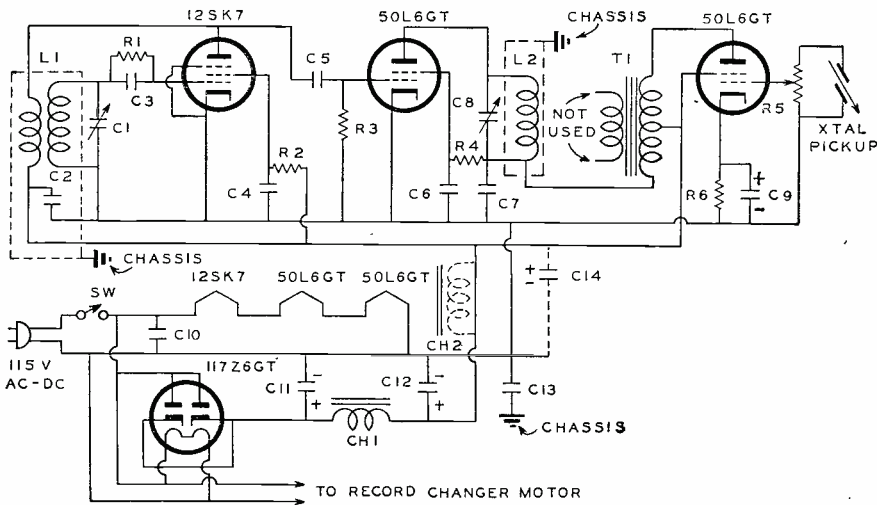 12SK7
50L6GT
CHASSIS
50L6GT
L1
R1
C5
L2
T1
C3
C8
R5
C1
R3
NOT
USED
XTAL
PICKUP
R2
R4
C2
C4
C6
C7
R6
+
C9
-
CHASSIS
12SK7
50L6GT
50L6GT
+
-
C14
SW
C10
CH2
115 V
AC-DC
117Z6GT
C11
-
+
C12
-
+
C13
CH1
CHASSIS
TO RECORD CHANGER MOTOR